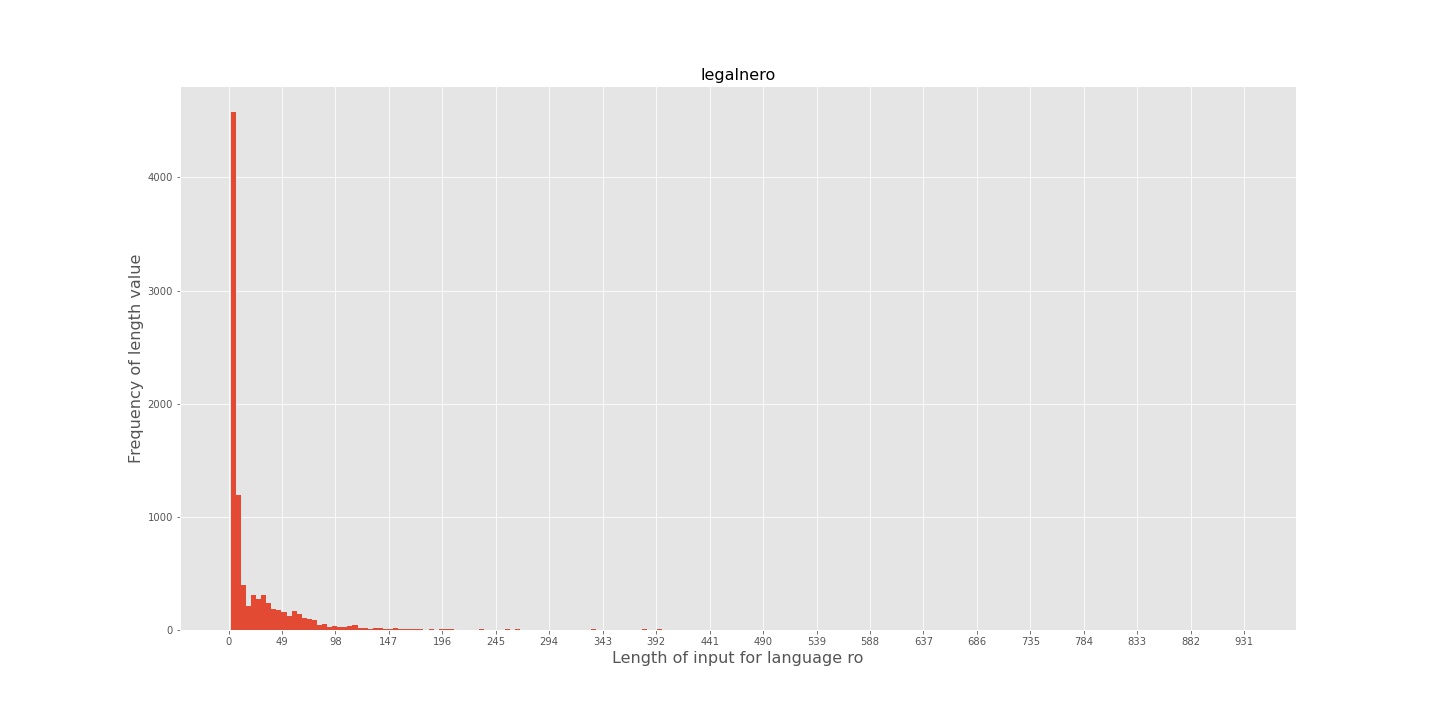 legalnero
Frequency of length value
4000
3000
2000
1000
0
0 49 98 147 196 245 294 343 392 441 490 539 588 637 686 735 784 833 882 931
Length of input for language ro